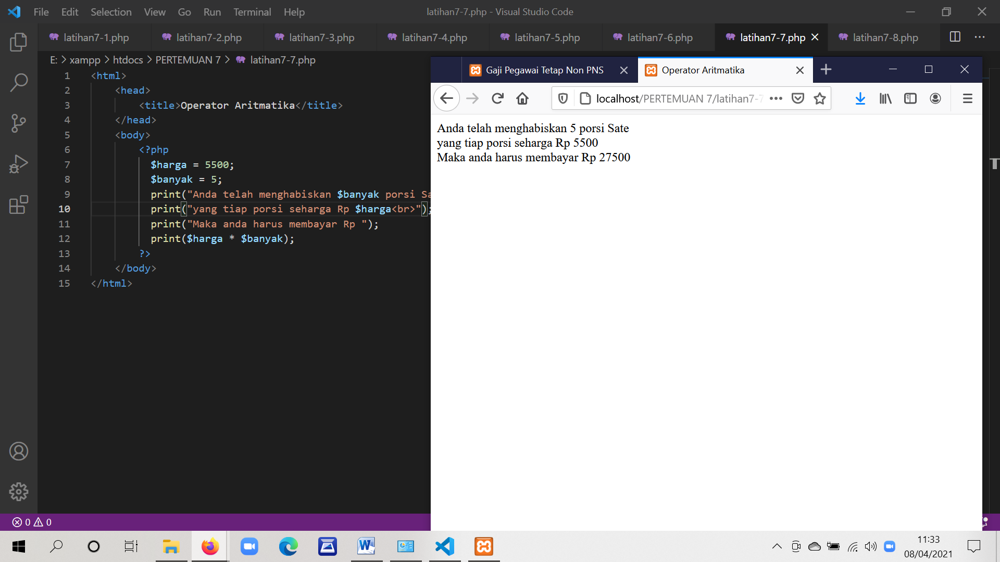 File Edit Selection View Go Run Terminal Help
latihan7-7.php - Visual Studio Code
latihan7-1.php latihan7-2.php latihan7-3.php latihan7-4.php latihan7-5.php latihan7-6.php latihan7-7.php latihan7-8.php
E: > xampp > htdocs > PERTEMUAN 7 > latihan7-7.php
1 <html>
2 <head>
3 <title>Operator Aritmatika</title>
4 </head>
5 <body>
6 <?php
7 $harga = 5500;
8 $banyak = 5;
9 print("Anda telah menghabiskan $banyak porsi Sa
10 print("yang tiap porsi seharga Rp $harga<br>");
11 print("Maka anda harus membayar Rp ");
12 print($harga * $banyak);
13 ?>
14 </body>
15 </html>
0 0
Gaji Pegawai Tetap Non PNS
Operator Aritmatika
localhost/PERTEMUAN 7/latihan7-7
Anda telah menghabiskan 5 porsi Sate
yang tiap porsi seharga Rp 5500
Maka anda harus membayar Rp 27500
11:33
08/04/2021